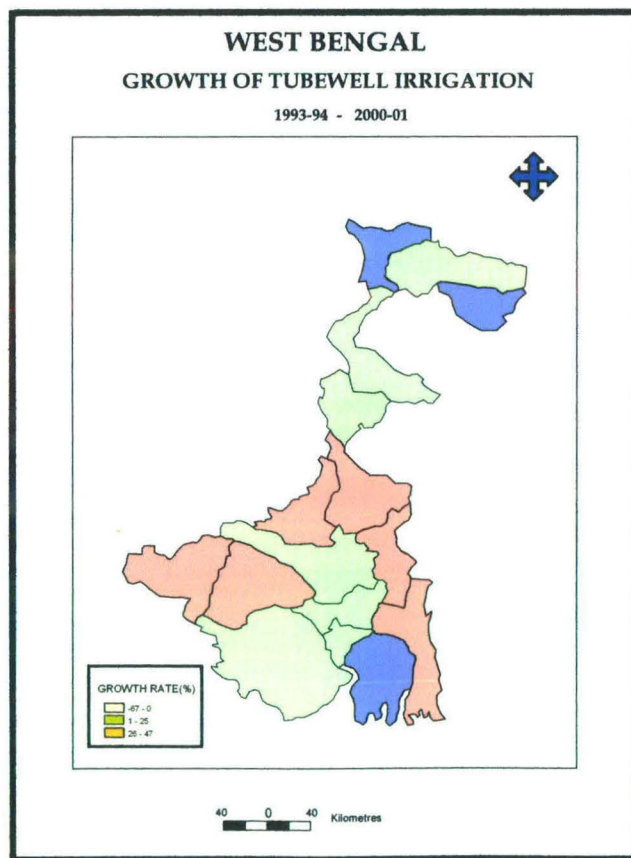 WEST BENGAL
GROWTH OF TUBEWELL IRRIGATION
1993-94 - 2000-01
GROWTH RATE(%)
-67 - 0
1 - 25
26 - 47
40 0 40 Kilometres